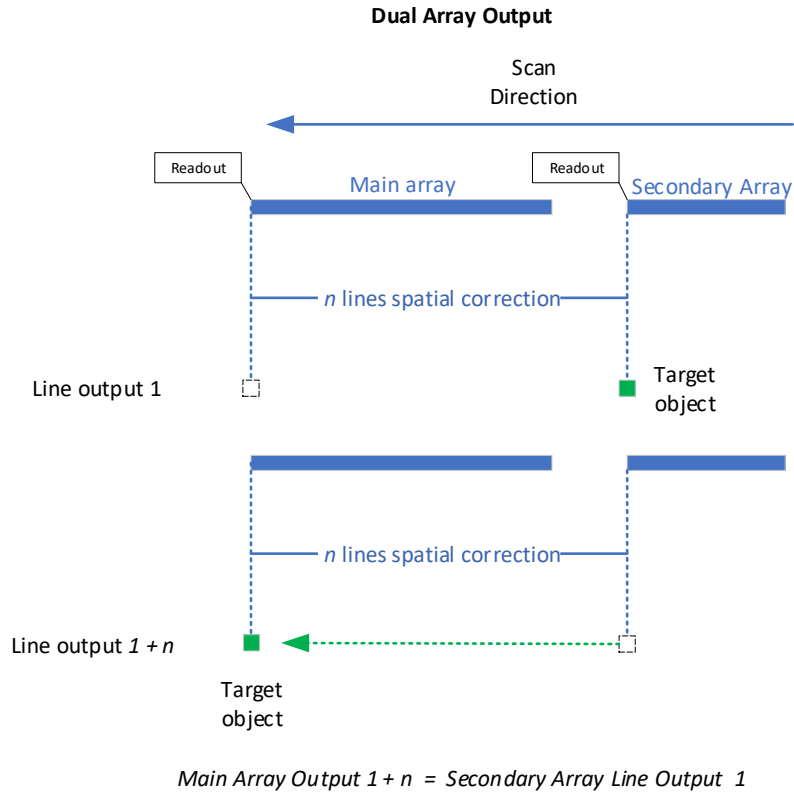 Dual Array Output
Scan
Direction
Readout
Main array
Readout
Secondary Array
n lines spatial correction
Line output 1
Target
object
n lines spatial correction
Line output 1 + n
Target
object
Main Array Output 1 + n = Secondary Array Line Output 1